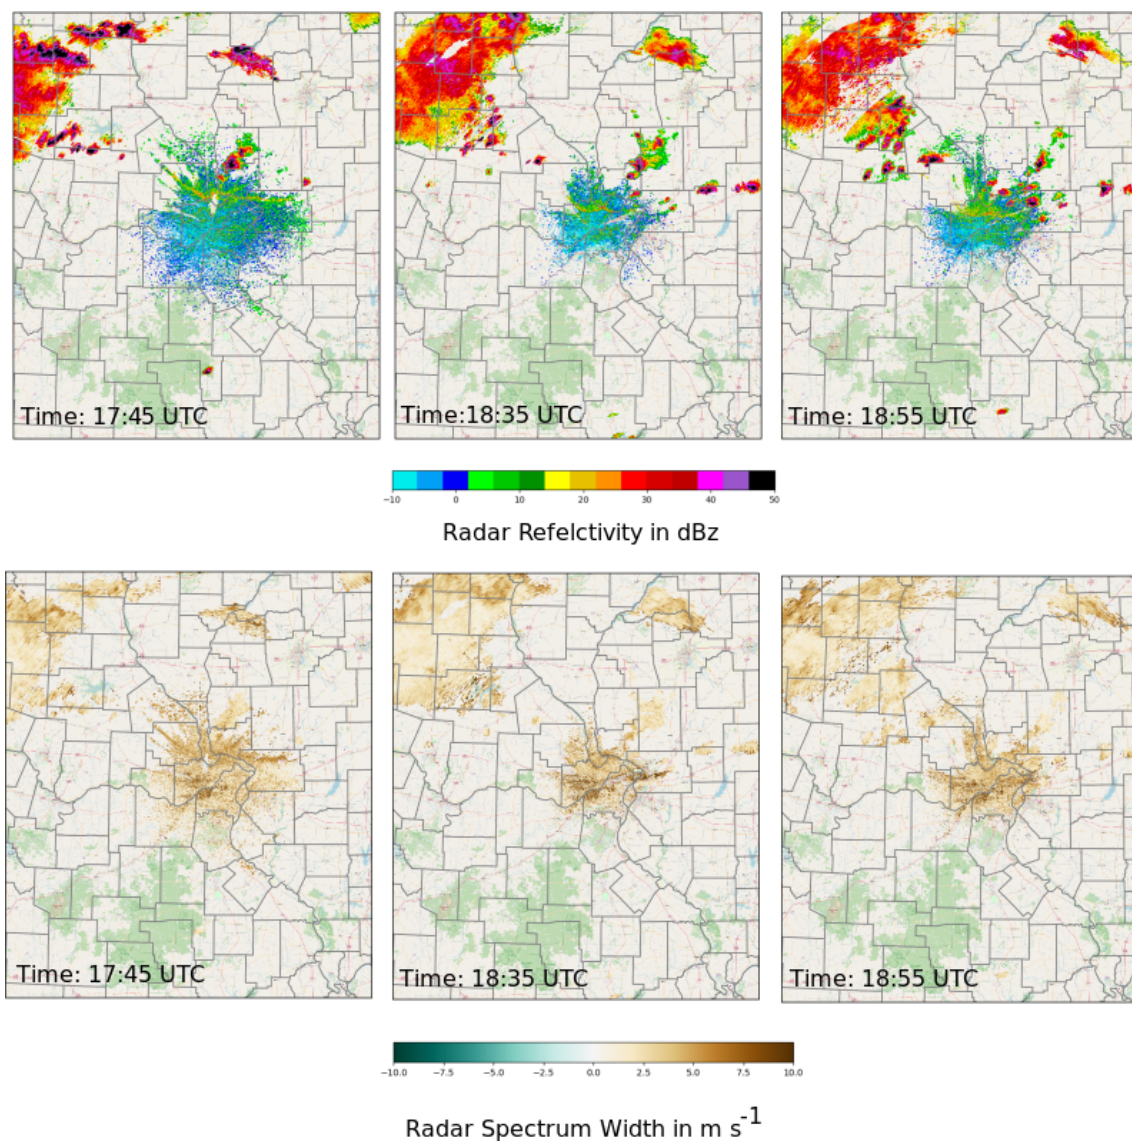 Time: 17:45 UTC
Time:18:35 UTC
Time: 18:55 UTC
−10 0 10 20 30 40 50
Radar Refelctivity in dBz
Time: 17:45 UTC
Time: 18:35 UTC
Time: 18:55 UTC
−10.0 −7.5 −5.0 −2.5 0.0 2.5 5.0 7.5 10.0
Radar Spectrum Width in m s⁻¹